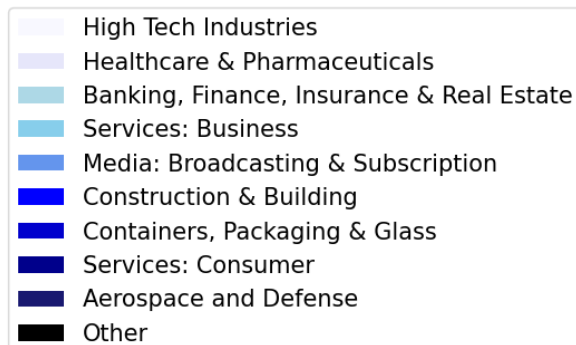 High Tech Industries
Healthcare & Pharmaceuticals
Banking, Finance, Insurance & Real Estate
Services: Business
Media: Broadcasting & Subscription
Construction & Building
Containers, Packaging & Glass
Services: Consumer
Aerospace and Defense
Other